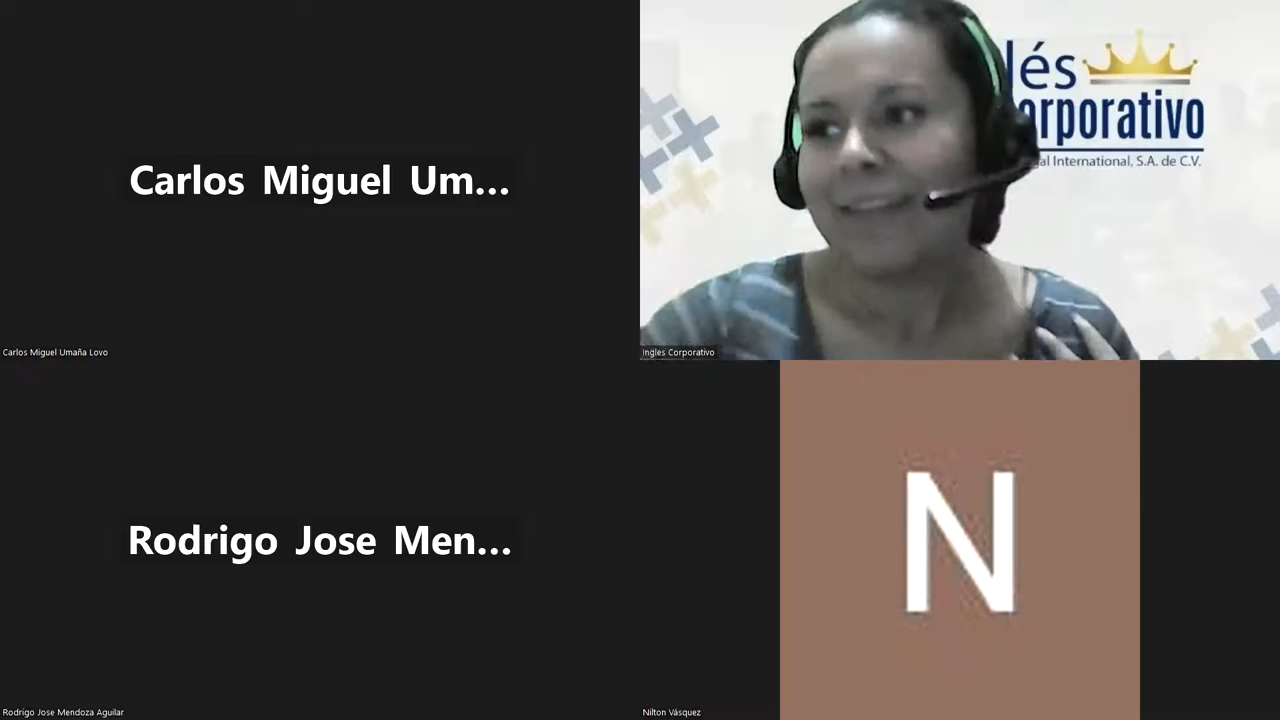 Carlos Miguel Um...
Carlos Miguel Umaña Lovo
lés
orporativo
al International, S.A. de C.V.
Ingles Corporativo
Rodrigo Jose Men...
Rodrigo Jose Mendoza Aguilar
N
Nilton Vásquez